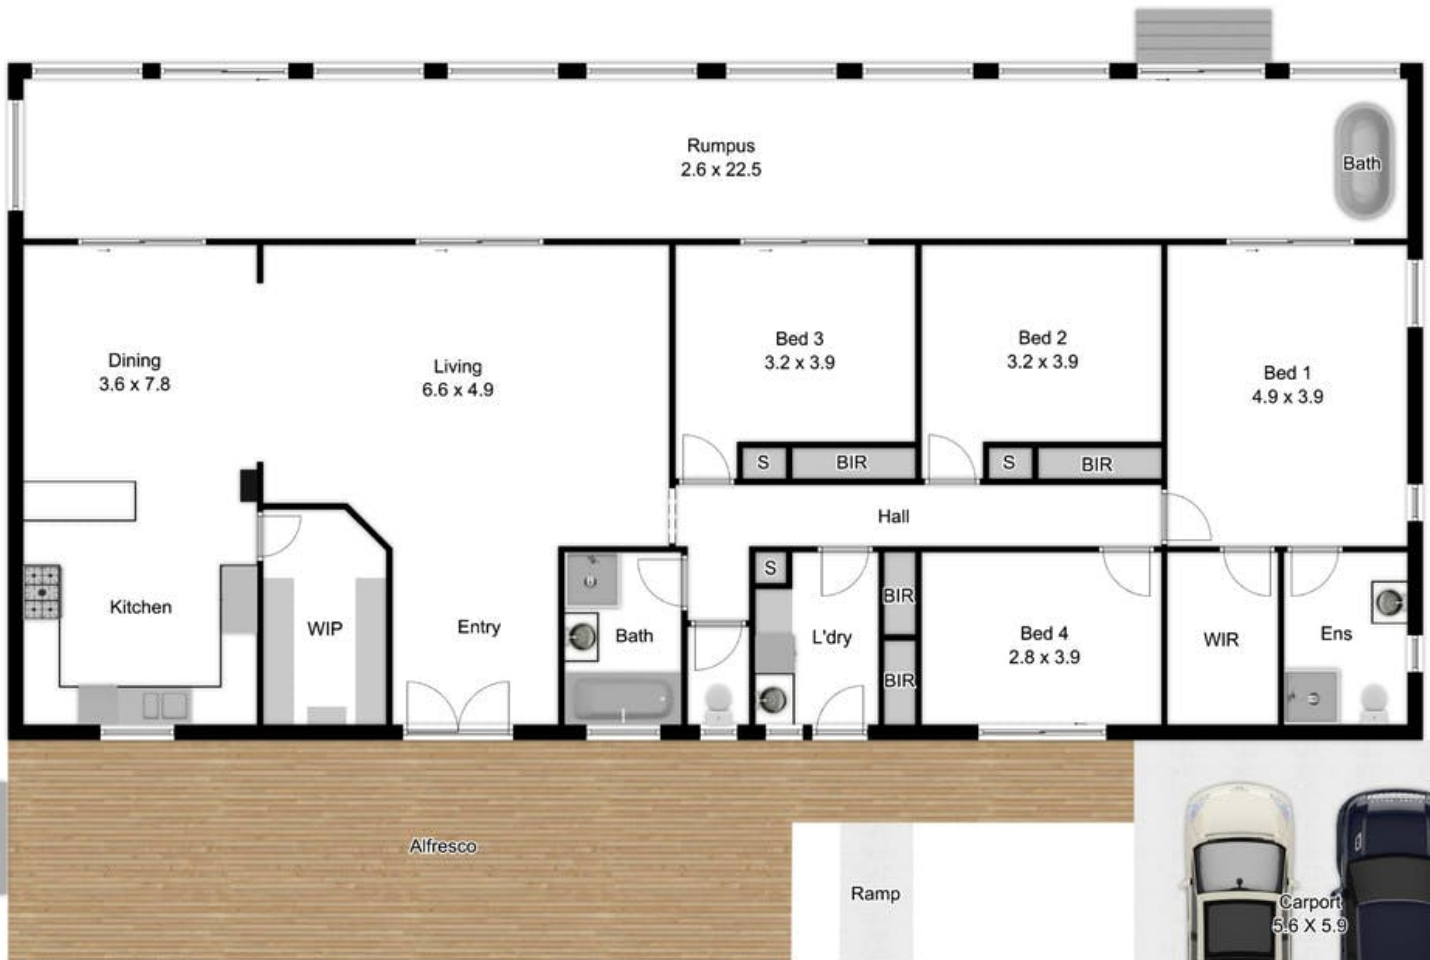 Rumpus
2.6 x 22.5
Bath
Dining
3.6 x 7.8
Living
6.6 x 4.9
Bed 3
3.2 x 3.9
Bed 2
3.2 x 3.9
Bed 1
4.9 x 3.9
S
BIR
S
BIR
Hall
Kitchen
WIP
Entry
Bath
S
L'dry
BIR
BIR
Bed 4
2.8 x 3.9
WIR
Ens
Alfresco
Ramp
Carport
5.6 X 5.9